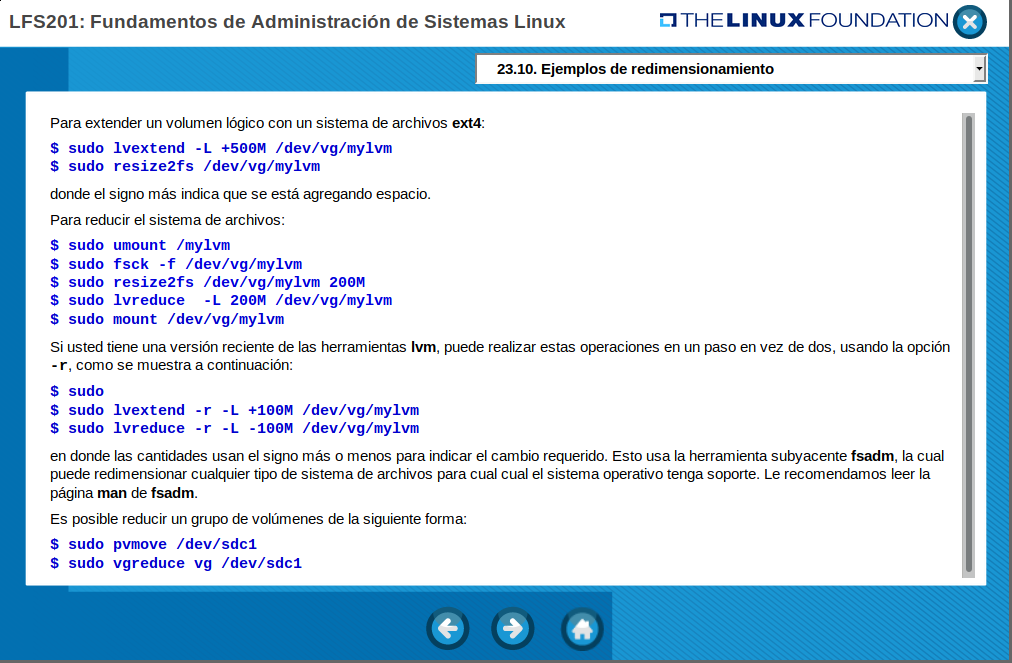 LFS201: Fundamentos de Administración de Sistemas Linux
THE LINUX FOUNDATION
23.10. Ejemplos de redimensionamiento
Para extender un volumen lógico con un sistema de archivos ext4:
$ sudo lvextend -L +500M /dev/vg/mylvm
$ sudo resize2fs /dev/vg/mylvm
donde el signo más indica que se está agregando espacio.
Para reducir el sistema de archivos:
$ sudo umount /mylvm
$ sudo fsck -f /dev/vg/mylvm
$ sudo resize2fs /dev/vg/mylvm 200M
$ sudo lvreduce  -L 200M /dev/vg/mylvm
$ sudo mount /dev/vg/mylvm
Si usted tiene una versión reciente de las herramientas lvm, puede realizar estas operaciones en un paso en vez de dos, usando la opción
-r, como se muestra a continuación:
$ sudo
$ sudo lvextend -r -L +100M /dev/vg/mylvm
$ sudo lvreduce -r -L -100M /dev/vg/mylvm
en donde las cantidades usan el signo más o menos para indicar el cambio requerido. Esto usa la herramienta subyacente fsadm, la cual
puede redimensionar cualquier tipo de sistema de archivos para cual cual el sistema operativo tenga soporte. Le recomendamos leer la
página man de fsadm.
Es posible reducir un grupo de volúmenes de la siguiente forma:
$ sudo pvmove /dev/sdc1
$ sudo vgreduce vg /dev/sdc1